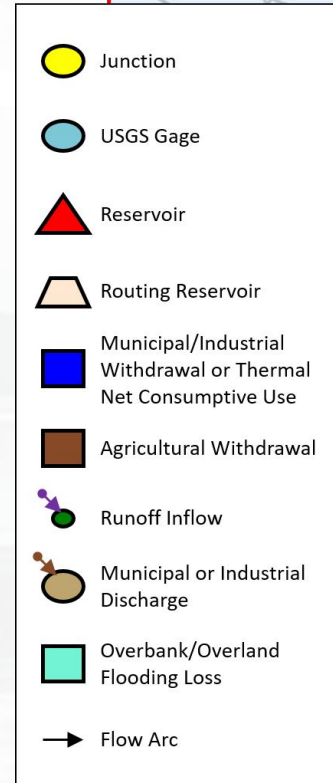 Junction
USGS Gage
Reservoir
Routing Reservoir
Municipal/Industrial
Withdrawal or Thermal
Net Consumptive Use
Agricultural Withdrawal
Runoff Inflow
Municipal or Industrial
Discharge
Overbank/Overland
Flooding Loss
Flow Arc